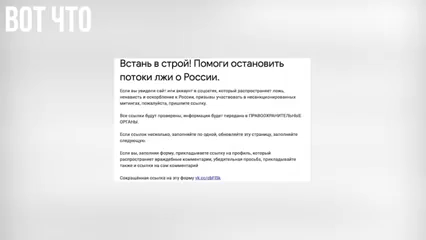 ВОТ ЧТО
Встань в строй! Помоги остановить
потоки лжи о России.
Если вы увидели сайт или аккаунт в соцсетях, который распространяет ложь,
ненависть и оскорбления к России, призывы участвовать в несанкционированных
митингах, пожалуйста, пришлите ссылку.
Все ссылки будут проверены, информация будет передана в ПРАВООХРАНИТЕЛЬНЫЕ
ОРГАНЫ.
Если ссылок несколько, заполняйте по одной, обновляйте эту страницу, заполняйте
следующую.
Если вы, заполняя форму, прикладываете ссылку на профиль, который
распространяет враждебные комментарии, убедительная просьба, прикладывайте
также и ссылки на сам комментарий
Сокращённая ссылка на эту форму